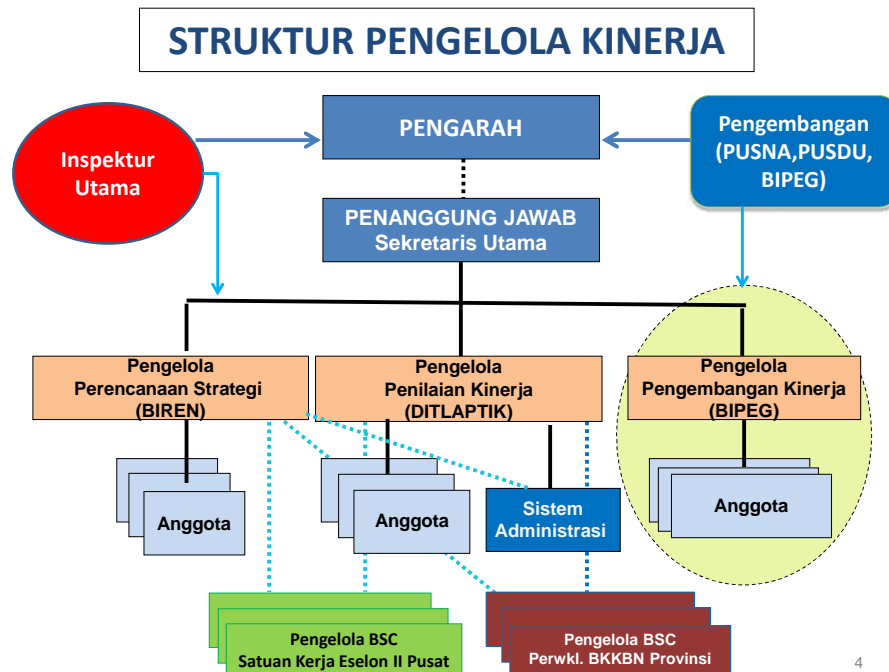 STRUKTUR PENGELOLA KINERJA
Inspektur
Utama
PENGARAH
Pengembangan
(PUSNA,PUSDU,
BIPEG)
PENANGGUNG JAWAB
Sekretaris Utama
Pengelola
Perencanaan Strategi
(BIREN)
Pengelola
Penilaian Kinerja
(DITLAPTIK)
Pengelola
Pengembangan Kinerja
(BIPEG)
Anggota
Anggota
Sistem
Administrasi
Anggota
Pengelola BSC
Satuan Kerja Eselon II Pusat
Pengelola BSC
Perwkl. BKKBN Provinsi
4